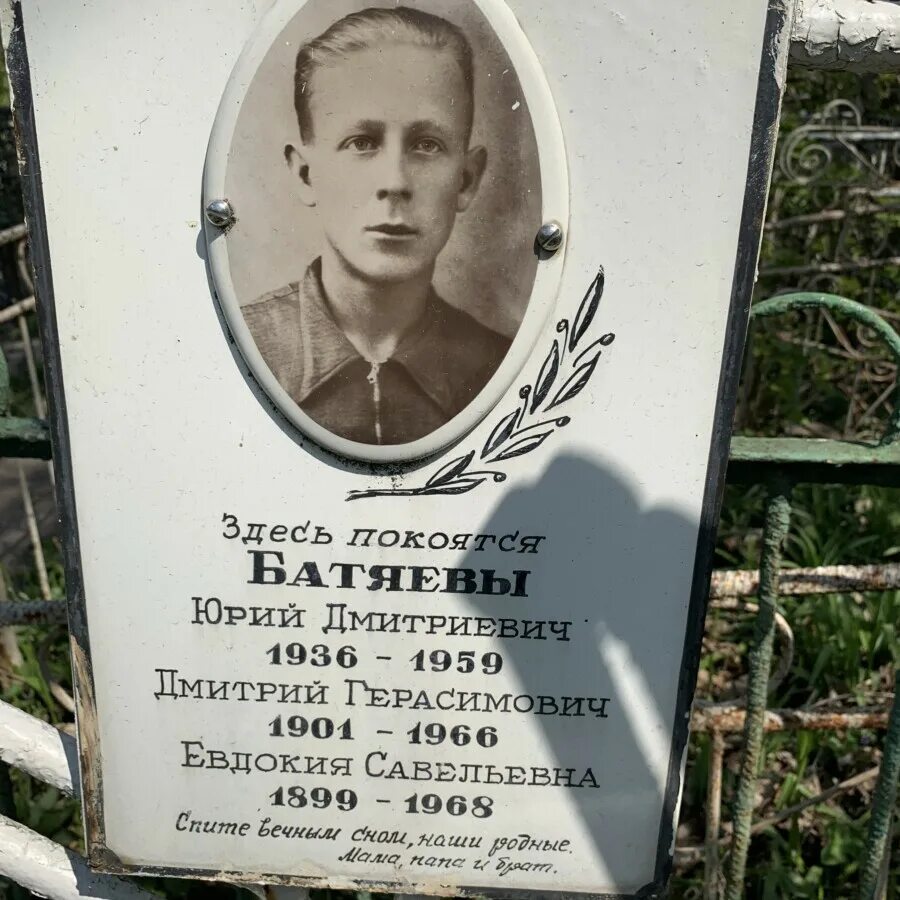 Здесь покоятся
Батяевы
Юрий Дмитриевич
1936 - 1959
Дмитрий Герасимович
1901 - 1966
Евдокия Савельевна
1899 - 1968
Спите вечным сном, наши родные.
Мама, папа и брат.